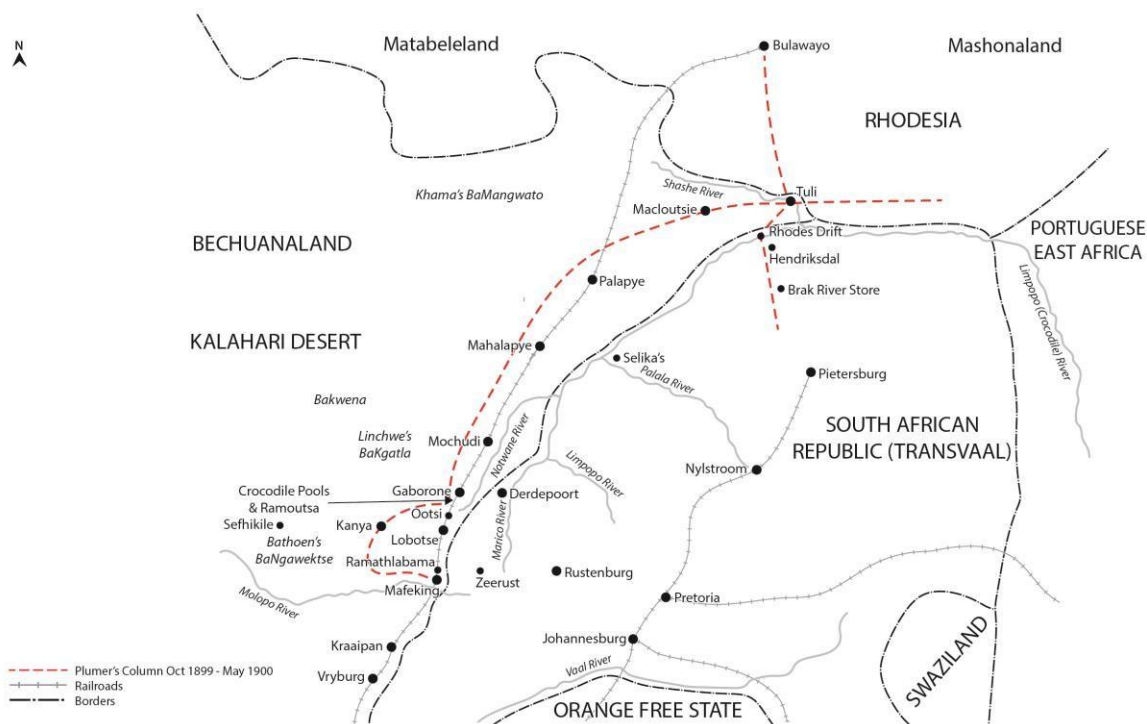 N
Matabeleland
Bulawayo
Mashonaland
RHODESIA
Shashe River
Tuli
Khama's BaMangwato
Macloutsie
BECHUANALAND
Rhodes Drift
PORTUGUESE
EAST AFRICA
Hendriksdal
Palapye
Brak River Store
Limpopo (Crocodile) River
KALAHARI DESERT
Mahalapye
Selika's
Palala River
Pietersburg
Bakwena
Linchwe's
BaKgatla
Mochudi
Notwane River
SOUTH AFRICAN
REPUBLIC (TRANSVAAL)
Limpopo River
Nylstroom
Crocodile Pools
& Ramoutsa
Gaborone
Derdepoort
Ootsi
Sefhikile
Kanya
Lobotse
Marico River
Bathoen's
BaNgawektse
Ramathlabama
Zeerust
Rustenburg
Mafeking
Molopo River
Pretoria
Kraaipan
Johannesburg
Vaal River
SWAZILAND
Vryburg
ORANGE FREE STATE
Plumer's Column Oct 1899 - May 1900
Railroads
Borders